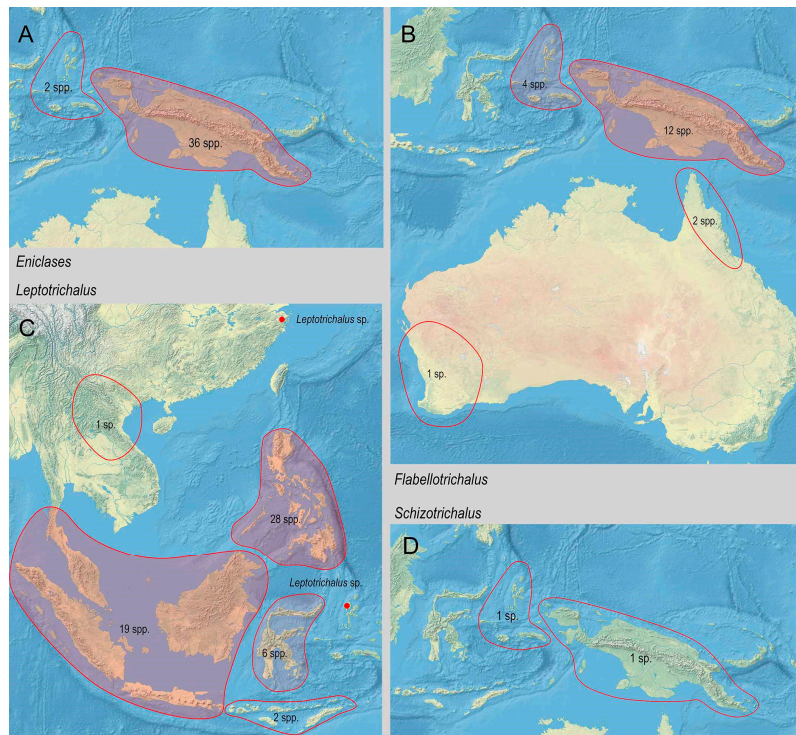 A
2 spp.
36 spp.
Eniclases
B
4 spp.
12 spp.
2 spp.
1 sp.
Flabellotrichalus
Leptotrichalus
C
Leptotrichalus sp.
1 sp.
28 spp.
Leptotrichalus sp.
19 spp.
6 spp.
2 spp.
Schizotrichalus
D
1 sp.
1 sp.